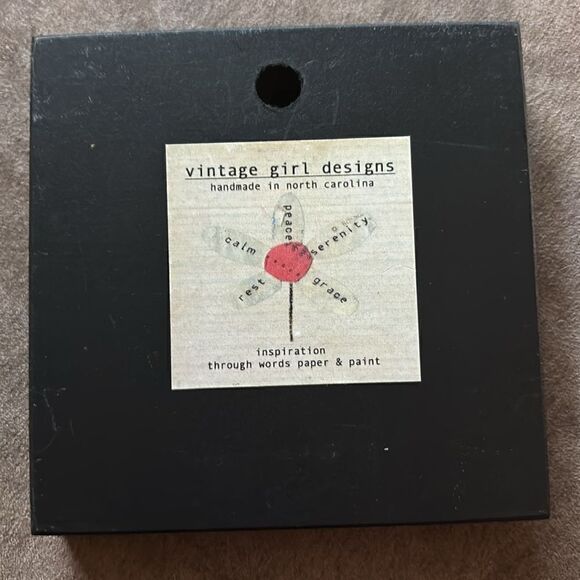 vintage girl designs
handmade in north carolina
peace
calm
serenity
rest
grace
inspiration
through words paper & paint